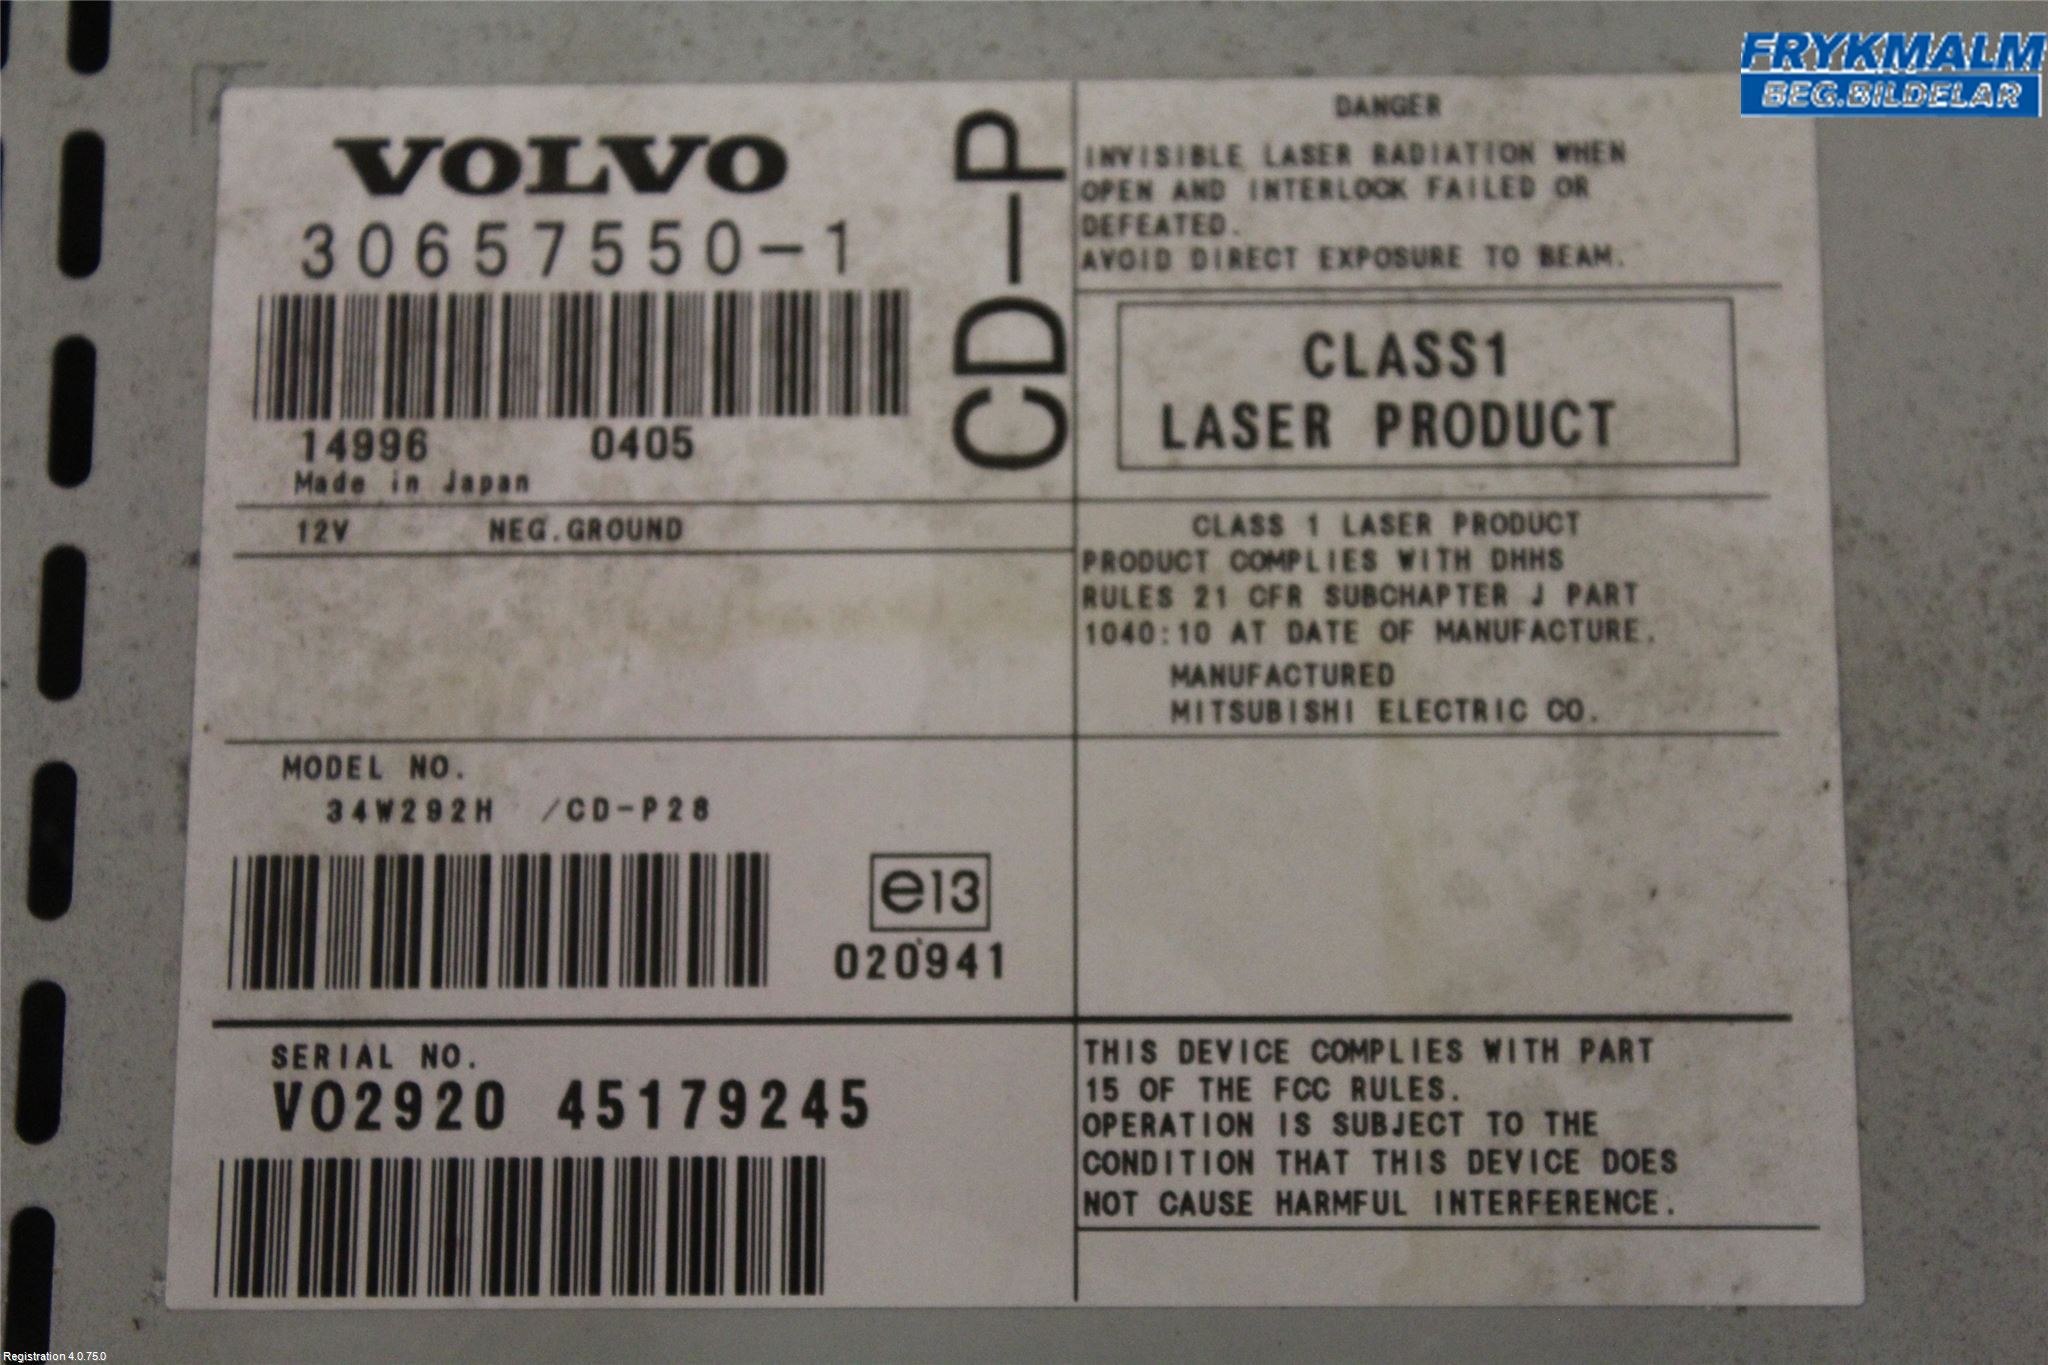 FRYKMALM
BEG.BILDELAR
VOLVO
30657550-1
14996 0405
Made in Japan
CD-P
12V NEG.GROUND
MODEL NO.
34W292H /CD-P28
e13
020941
SERIAL NO.
VO2920 45179245
DANGER
INVISIBLE LASER RADIATION WHEN
OPEN AND INTERLOCK FAILED OR
DEFEATED.
AVOID DIRECT EXPOSURE TO BEAM.
CLASS1
LASER PRODUCT
CLASS 1 LASER PRODUCT
PRODUCT COMPLIES WITH DHHS
RULES 21 CFR SUBCHAPTER J PART
1040:10 AT DATE OF MANUFACTURE.
MANUFACTURED
MITSUBISHI ELECTRIC CO.
THIS DEVICE COMPLIES WITH PART
15 OF THE FCC RULES.
OPERATION IS SUBJECT TO THE
CONDITION THAT THIS DEVICE DOES
NOT CAUSE HARMFUL INTERFERENCE.
Registration 4.0.75.0